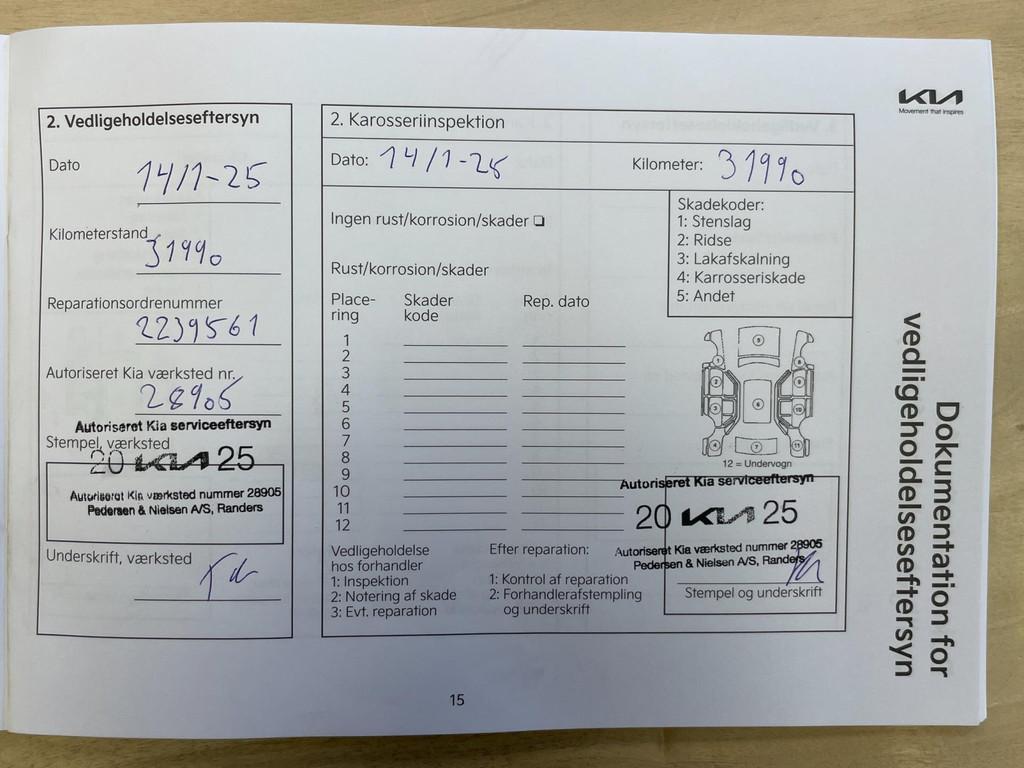 KIA
Movement that inspires
Dokumentation for
vedligeholdelseseftersyn
2. Vedligeholdelseseftersyn
Dato
14/1-25
Kilometerstand
31990
Reparationsordrenummer
2239561
Autoriseret Kia værksted nr.
28905
Autoriseret Kia serviceeftersyn
Stempel, værksted
20 KIA 25
Autoriseret Kia værksted nummer 28905
Pedersen & Nielsen A/S, Randers
Underskrift, værksted
2. Karosseriinspektion
Dato: 14/1-25
Kilometer: 31990
Ingen rust/korrosion/skader ❏
Skadekoder:
1: Stenslag
2: Ridse
3: Lakafskalning
4: Karrosseriskade
5: Andet
Rust/korrosion/skader
Place-
ring
Skader
kode
Rep. dato
1
2
3
4
5
6
7
8
9
10
11
12
12 = Undervogn
Autoriseret Kia serviceeftersyn
20 KIA 25
Autoriseret Kia værksted nummer 28905
Pedersen & Nielsen A/S, Randers
Stempel og underskrift
Vedligeholdelse
hos forhandler
1: Inspektion
2: Notering af skade
3: Evt. reparation
Efter reparation:
1: Kontrol af reparation
2: Forhandlerafstempling
og underskrift
15